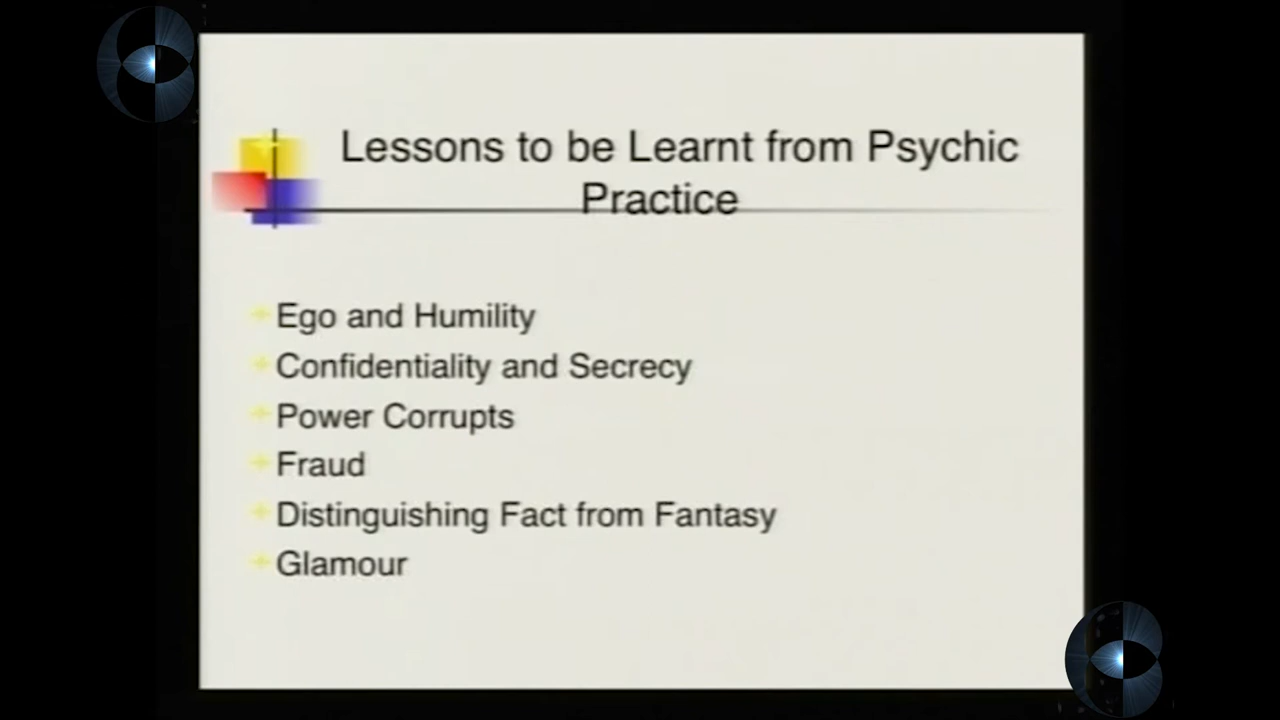 Lessons to be Learnt from Psychic
Practice
Ego and Humility
Confidentiality and Secrecy
Power Corrupts
Fraud
Distinguishing Fact from Fantasy
Glamour